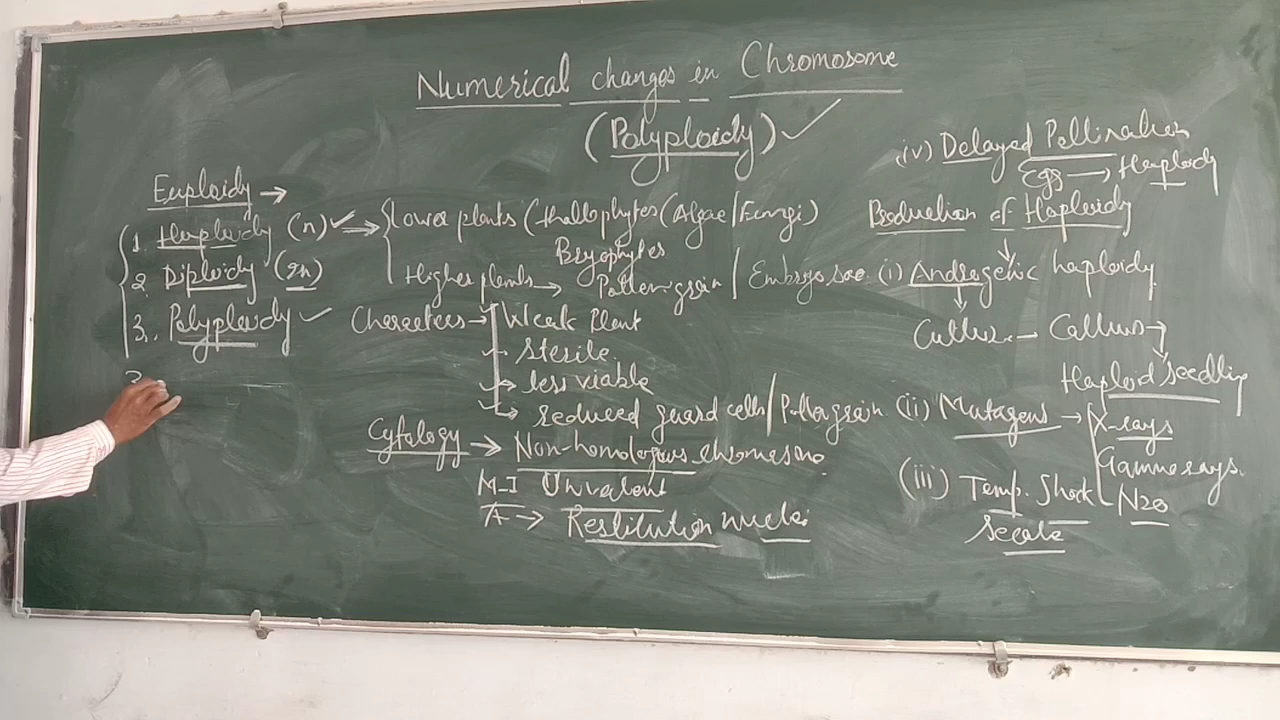 Numerical changes in Chromosome
(Polyploidy) ✓
Euploidy →
1. Haploidy (n) ✓ ⇒
2. Diploidy (2n)
3. Polyploidy ✓
Lower plants (thallophytes (Algae/Fungi)
Bryophytes
Higher plants → Pollen grain / Embryo sac
Characters → Weak Plant
Sterile
→ less viable
→ reduced guard cells/Pollen grain
Cytology → Non-homologous chromosome
M-I Univalent
A → Restitution nuclei
(iv) Delayed Pollination
Egg → Haploidy
Production of Haploidy
(i) Androgenic haploidy
↓
→ Callus →
Haploid seedling
(ii) Mutagens → X-rays
Gamma rays.
N2O
(iii) Temp. Shock